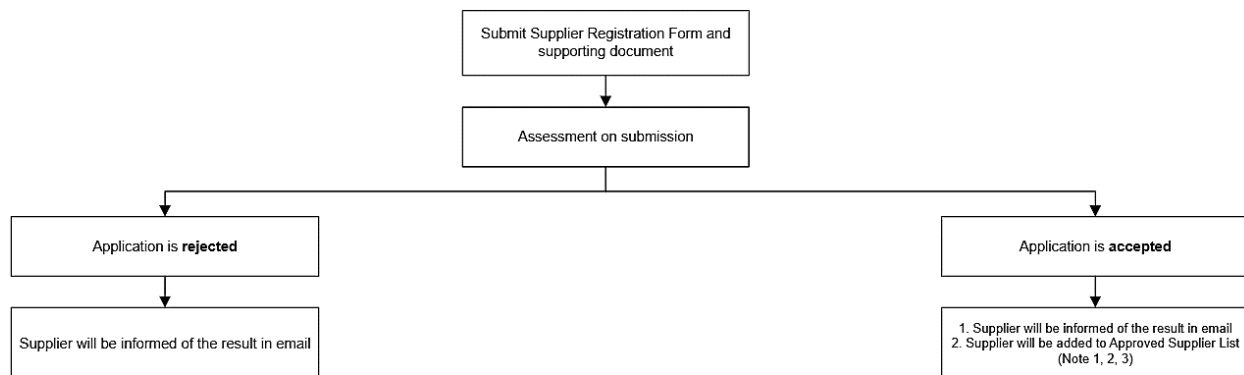 Submit Supplier Registration Form and
supporting document
Assessment on submission
Application is rejected
Application is accepted
Supplier will be informed of the result in email
1. Supplier will be informed of the result in email
2. Supplier will be added to Approved Supplier List
(Note 1, 2, 3)